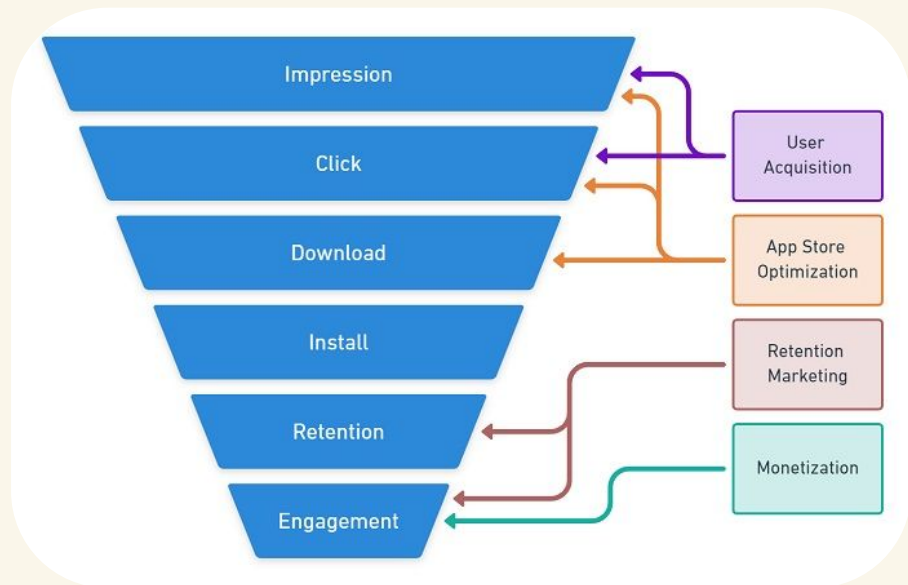 Impression
Click
Download
Install
Retention
Engagement
User
Acquisition
App Store
Optimization
Retention
Marketing
Monetization